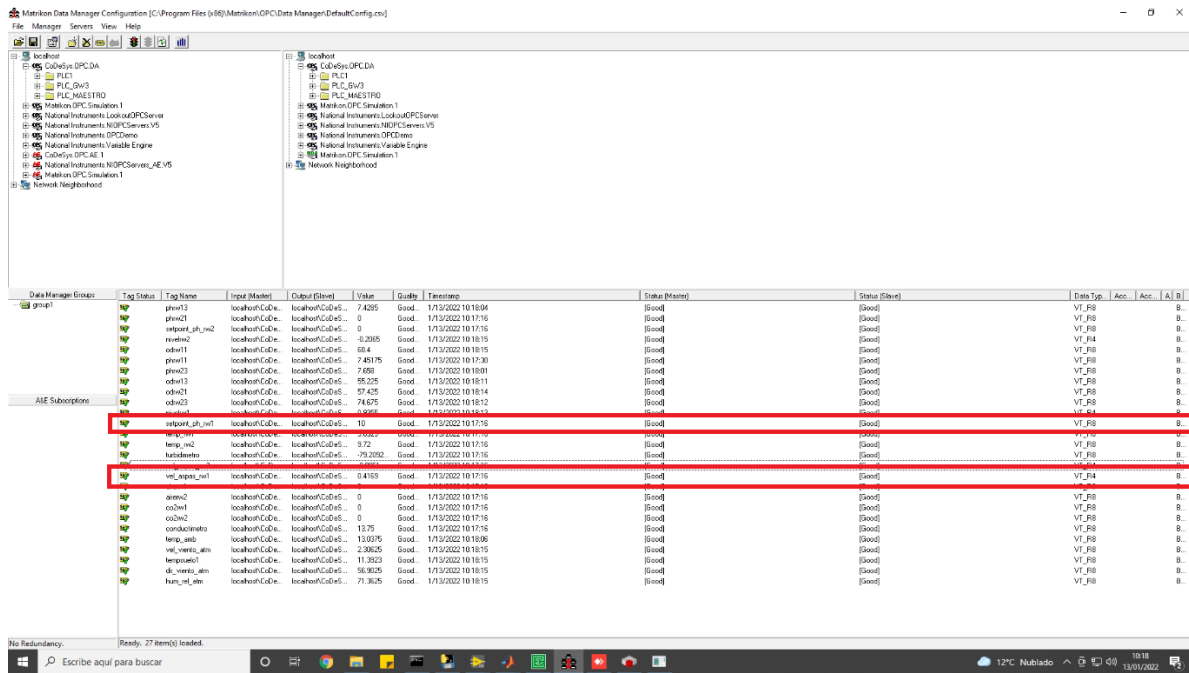 Matrikon Data Manager Configuration [C:\Program Files (x86)\Matrikon\OPC\Data Manager\DefaultConfig.csv]
File Manager Servers View Help
localhost
CoDeSys.OPC.DA
PLC1
PLC_GW3
PLC_MAESTRO
Matrikon.OPC.Simulation.1
National Instruments.LookoutOPCServer
National Instruments.NIOPCServers.V5
National Instruments.OPCDemo
National Instruments.Variable Engine
CoDeSys.OPC.AE.1
National Instruments.NIOPCServers_AE.V5
Matrikon.OPC.Simulation.1
Network Neighborhood
localhost
CoDeSys.OPC.DA
PLC1
PLC_GW3
PLC_MAESTRO
Matrikon.OPC.Simulation.1
National Instruments.LookoutOPCServer
National Instruments.NIOPCServers.V5
National Instruments.OPCDemo
National Instruments.Variable Engine
Matrikon.OPC.Simulation.1
Network Neighborhood
Data Manager Groups
group1
A&E Subscriptions
Tag Status Tag Name Input (Master) Output (Slave) Value Quality Timestamp Status (Master) Status (Slave) Data Typ... Acc... Acc... A. B.
phrw13 localhost\CoDe... localhost\CoDeS... 7.4285 Good... 1/13/2022 10:18:04 [Good] [Good] VT_R8 B...
phrw21 localhost\CoDe... localhost\CoDeS... 0 Good... 1/13/2022 10:17:16 [Good] [Good] VT_R8 B...
setpoint_ph_rw2 localhost\CoDe... localhost\CoDeS... 0 Good... 1/13/2022 10:17:16 [Good] [Good] VT_R8 B...
nivelrw2 localhost\CoDe... localhost\CoDeS... -0.2065 Good... 1/13/2022 10:18:15 [Good] [Good] VT_R4 B...
odrw11 localhost\CoDe... localhost\CoDeS... 68.4 Good... 1/13/2022 10:18:15 [Good] [Good] VT_R8 B...
phrw11 localhost\CoDe... localhost\CoDeS... 7.45175 Good... 1/13/2022 10:17:30 [Good] [Good] VT_R8 B...
phrw23 localhost\CoDe... localhost\CoDeS... 7.658 Good... 1/13/2022 10:18:01 [Good] [Good] VT_R8 B...
odrw13 localhost\CoDe... localhost\CoDeS... 55.225 Good... 1/13/2022 10:18:11 [Good] [Good] VT_R8 B...
odrw21 localhost\CoDe... localhost\CoDeS... 57.425 Good... 1/13/2022 10:18:14 [Good] [Good] VT_R8 B...
odrw23 localhost\CoDe... localhost\CoDeS... 74.675 Good... 1/13/2022 10:18:12 [Good] [Good] VT_R8 B...
setpoint_ph_rw1 localhost\CoDe... localhost\CoDeS... 10 Good... 1/13/2022 10:17:16 [Good] [Good] VT_R8 B...
temp_rw2 localhost\CoDe... localhost\CoDeS... 9.72 Good... 1/13/2022 10:17:16 [Good] [Good] VT_R8 B...
turbidimetro localhost\CoDe... localhost\CoDeS... -79.2092... Good... 1/13/2022 10:17:16 [Good] [Good] VT_R8 B...
vel_aspas_rw1 localhost\CoDe... localhost\CoDeS... 0.4169 Good... 1/13/2022 10:17:16 [Good] [Good] VT_R4 B...
airerw2 localhost\CoDe... localhost\CoDeS... 0 Good... 1/13/2022 10:17:16 [Good] [Good] VT_R8 B...
co2rw1 localhost\CoDe... localhost\CoDeS... 0 Good... 1/13/2022 10:17:16 [Good] [Good] VT_R8 B...
co2rw2 localhost\CoDe... localhost\CoDeS... 0 Good... 1/13/2022 10:17:16 [Good] [Good] VT_R8 B...
conductimetro localhost\CoDe... localhost\CoDeS... 13.75 Good... 1/13/2022 10:17:16 [Good] [Good] VT_R8 B...
temp_amb localhost\CoDe... localhost\CoDeS... 13.0375 Good... 1/13/2022 10:18:06 [Good] [Good] VT_R8 B...
vel_viento_atm localhost\CoDe... localhost\CoDeS... 2.30625 Good... 1/13/2022 10:18:15 [Good] [Good] VT_R8 B...
tempsuelo1 localhost\CoDe... localhost\CoDeS... 11.3923 Good... 1/13/2022 10:18:15 [Good] [Good] VT_R8 B...
dir_viento_atm localhost\CoDe... localhost\CoDeS... 56.9025 Good... 1/13/2022 10:18:15 [Good] [Good] VT_R8 B...
hum_rel_atm localhost\CoDe... localhost\CoDeS... 71.3625 Good... 1/13/2022 10:18:15 [Good] [Good] VT_R8 B...
No Redundancy. Ready. 27 item(s) loaded.
Escribe aquí para buscar
12°C Nublado
10:18
13/01/2022